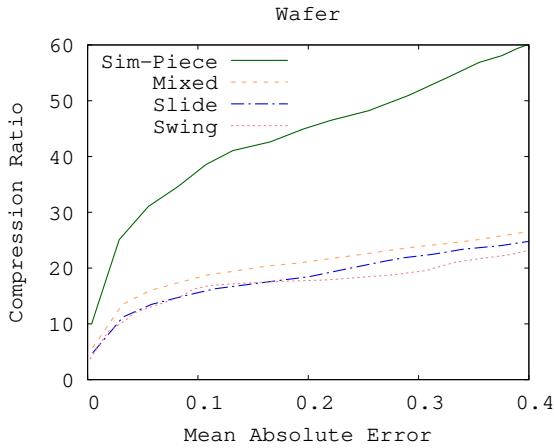 Wafer
60
50
40
30
20
10
0
Compression Ratio
Sim-Piece
Mixed
Slide
Swing
0 0.1 0.2 0.3 0.4
Mean Absolute Error